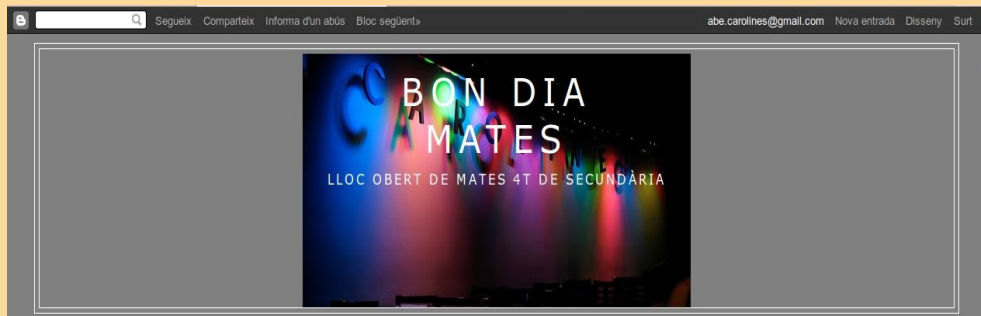 Segueix Comparteix Informa d'un abús Bloc següent» abe.carolines@gmail.com Nova entrada Disseny Surt
BON DIA
MATES
LLOC OBERT DE MATES 4T DE SECUNDÀRIA
CAROLINES